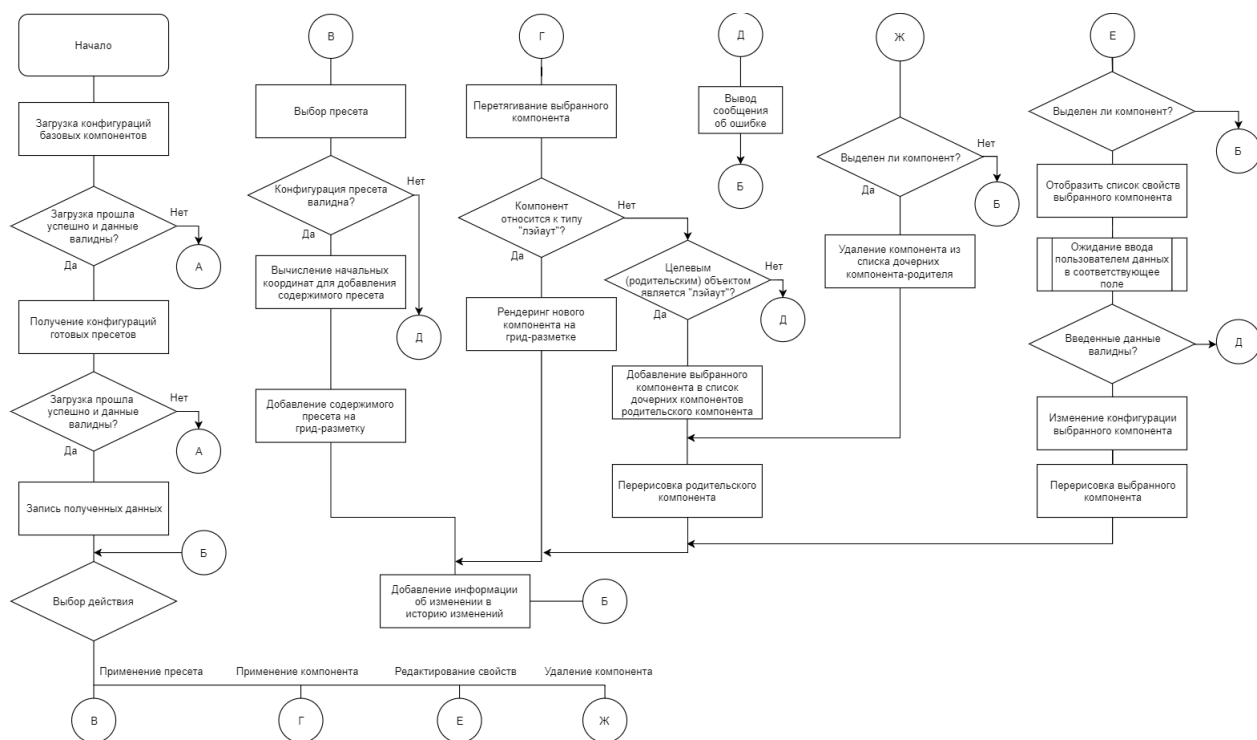 Начало
Загрузка конфигураций
базовых компонентов
Загрузка прошла
успешно и данные
валидны?
Нет
А
Да
Получение конфигураций
готовых пресетов
Загрузка прошла
успешно и данные
валидны?
Нет
А
Да
Запись полученных данных
Б
Выбор действия
Применение пресета
Применение компонента
Редактирование свойств
Удаление компонента
В
Г
Е
Ж
В
Выбор пресета
Конфигурация пресета
валидна?
Нет
Да
Вычисление начальных
координат для добавления
содержимого пресета
Д
Добавление содержимого
пресета на
грид-разметку
Г
Перетягивание выбранного
компонента
Компонент
относится к типу
"лэйаут"?
Нет
Да
Рендеринг нового
компонента на
грид-разметке
Целевым
(родительским) объектом
является "лэйаут"?
Нет
Д
Да
Добавление выбранного
компонента в список
дочерних компонентов
родительского компонента
Перерисовка родительского
компонента
Добавление информации
об изменении в
историю изменений
Б
Д
Вывод
сообщения
об ошибке
Б
Ж
Выделен ли компонент?
Нет
Б
Да
Удаление компонента из
списка дочерних
компонента-родителя
Е
Выделен ли компонент?
Нет
Б
Да
Отобразить список свойств
выбранного компонента
Ожидание ввода
пользователем данных
в соответствующее
поле
Введенные данные
валидны?
Д
Изменение конфигурации
выбранного компонента
Перерисовка выбранного
компонента